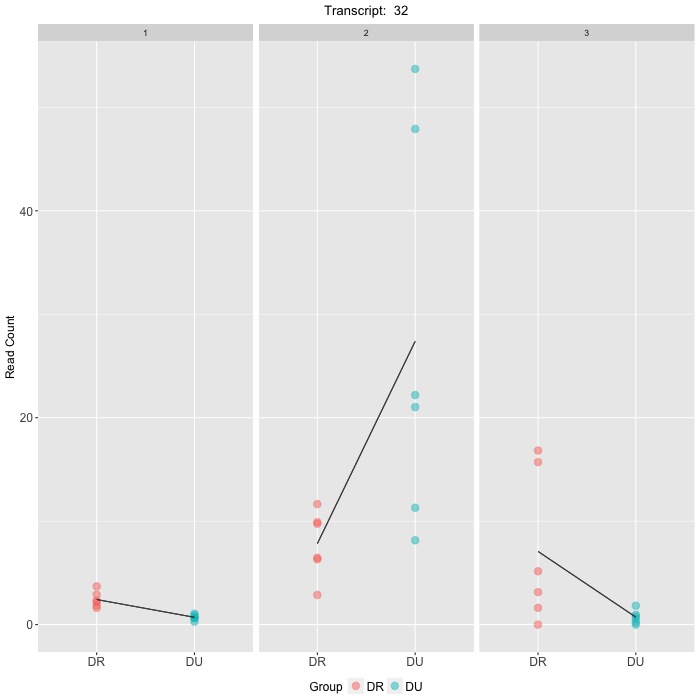 Transcript:  32
1 2 3
Read Count
40
20
0
DR DU DR DU DR DU
Group DR DU